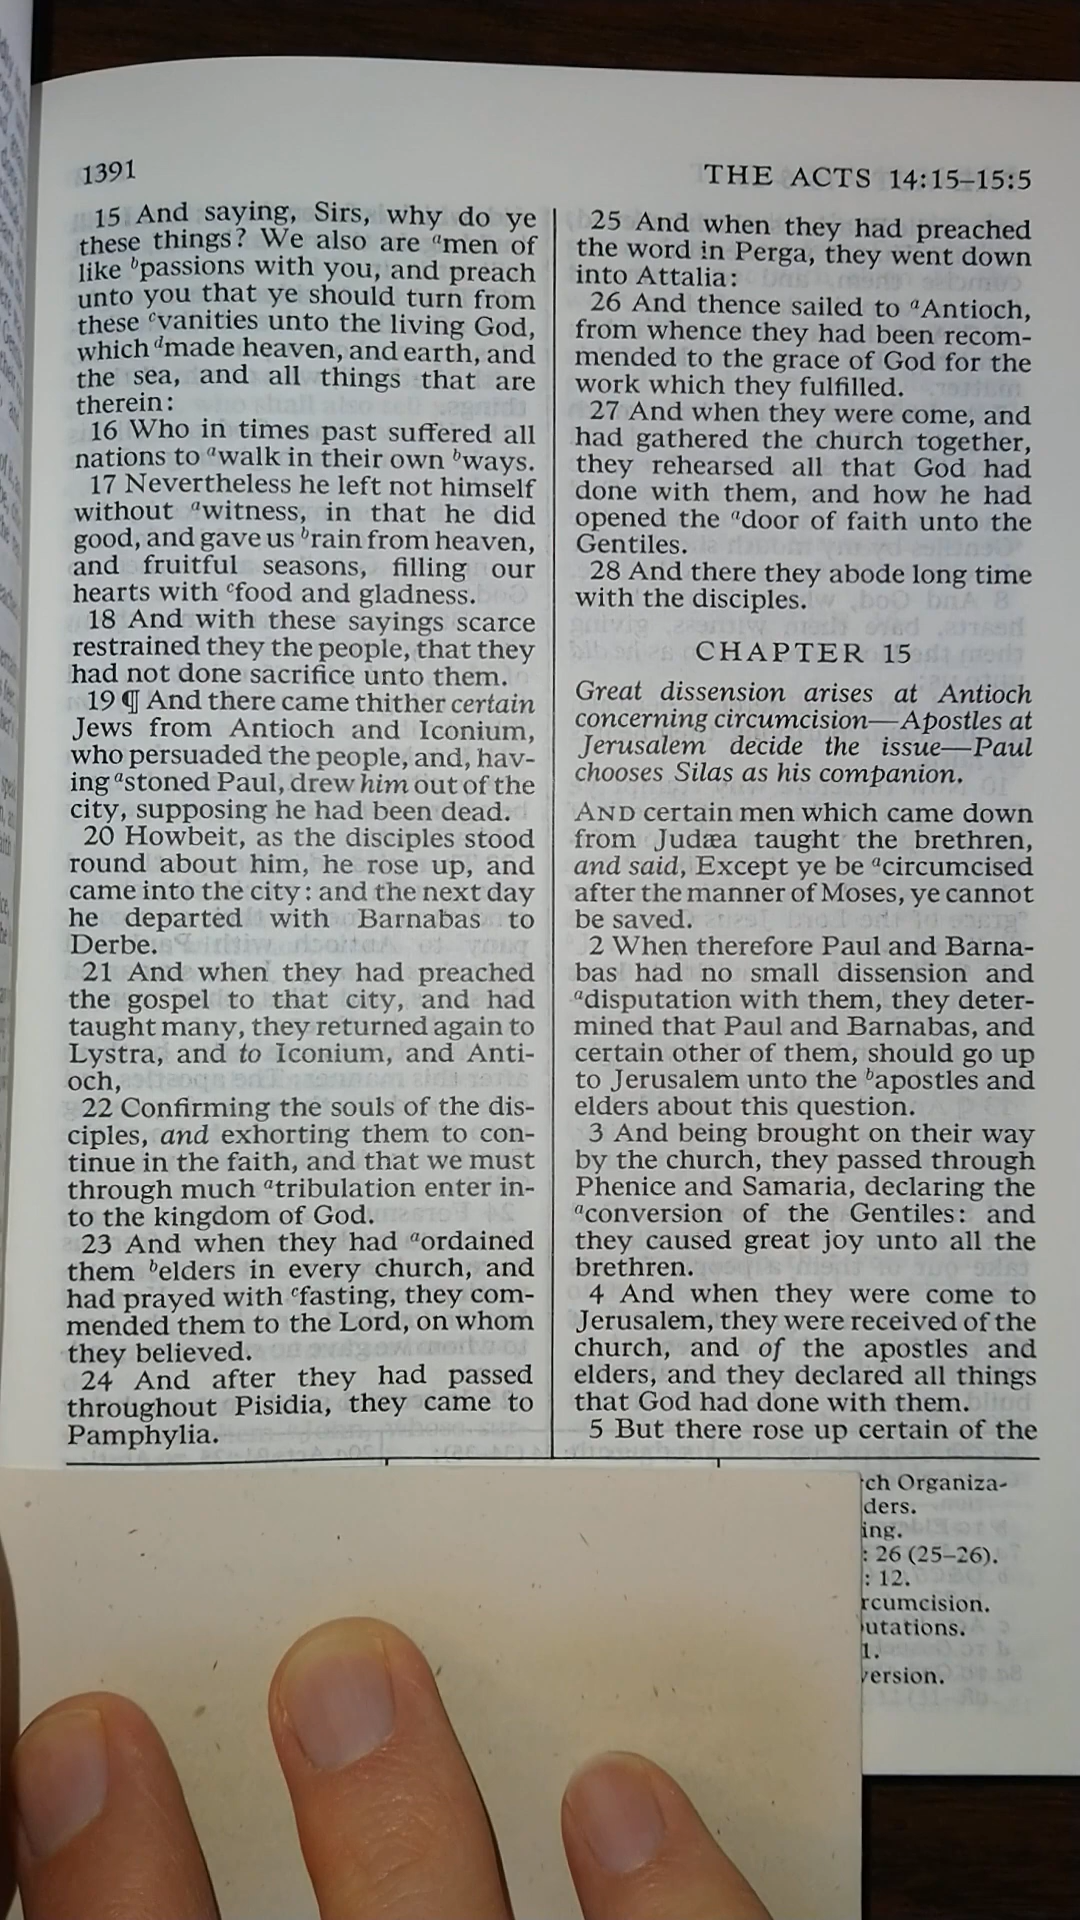 1391
THE ACTS 14:15–15:5
15 And saying, Sirs, why do ye
these things? We also are ᵃmen of
like ᵇpassions with you, and preach
unto you that ye should turn from
these ᶜvanities unto the living God,
which ᵈmade heaven, and earth, and
the sea, and all things that are
therein:
16 Who in times past suffered all
nations to ᵃwalk in their own ᵇways.
17 Nevertheless he left not himself
without ᵃwitness, in that he did
good, and gave us ᵇrain from heaven,
and fruitful seasons, filling our
hearts with ᶜfood and gladness.
18 And with these sayings scarce
restrained they the people, that they
had not done sacrifice unto them.
19 ¶ And there came thither certain
Jews from Antioch and Iconium,
who persuaded the people, and, hav-
ing ᵃstoned Paul, drew him out of the
city, supposing he had been dead.
20 Howbeit, as the disciples stood
round about him, he rose up, and
came into the city: and the next day
he departed with Barnabas to
Derbe.
21 And when they had preached
the gospel to that city, and had
taught many, they returned again to
Lystra, and to Iconium, and Anti-
och,
22 Confirming the souls of the dis-
ciples, and exhorting them to con-
tinue in the faith, and that we must
through much ᵃtribulation enter in-
to the kingdom of God.
23 And when they had ᵃordained
them ᵇelders in every church, and
had prayed with ᶜfasting, they com-
mended them to the Lord, on whom
they believed.
24 And after they had passed
throughout Pisidia, they came to
Pamphylia.
25 And when they had preached
the word in Perga, they went down
into Attalia:
26 And thence sailed to ᵃAntioch,
from whence they had been recom-
mended to the grace of God for the
work which they fulfilled.
27 And when they were come, and
had gathered the church together,
they rehearsed all that God had
done with them, and how he had
opened the ᵃdoor of faith unto the
Gentiles.
28 And there they abode long time
with the disciples.
CHAPTER 15
Great dissension arises at Antioch
concerning circumcision—Apostles at
Jerusalem decide the issue—Paul
chooses Silas as his companion.
AND certain men which came down
from Judæa taught the brethren,
and said, Except ye be ᵃcircumcised
after the manner of Moses, ye cannot
be saved.
2 When therefore Paul and Barna-
bas had no small dissension and
ᵃdisputation with them, they deter-
mined that Paul and Barnabas, and
certain other of them, should go up
to Jerusalem unto the ᵇapostles and
elders about this question.
3 And being brought on their way
by the church, they passed through
Phenice and Samaria, declaring the
ᵃconversion of the Gentiles: and
they caused great joy unto all the
brethren.
4 And when they were come to
Jerusalem, they were received of the
church, and of the apostles and
elders, and they declared all things
that God had done with them.
5 But there rose up certain of the
ch Organiza-
ders.
ing.
: 26 (25–26).
: 12.
rcumcision.
utations.
1.
version.